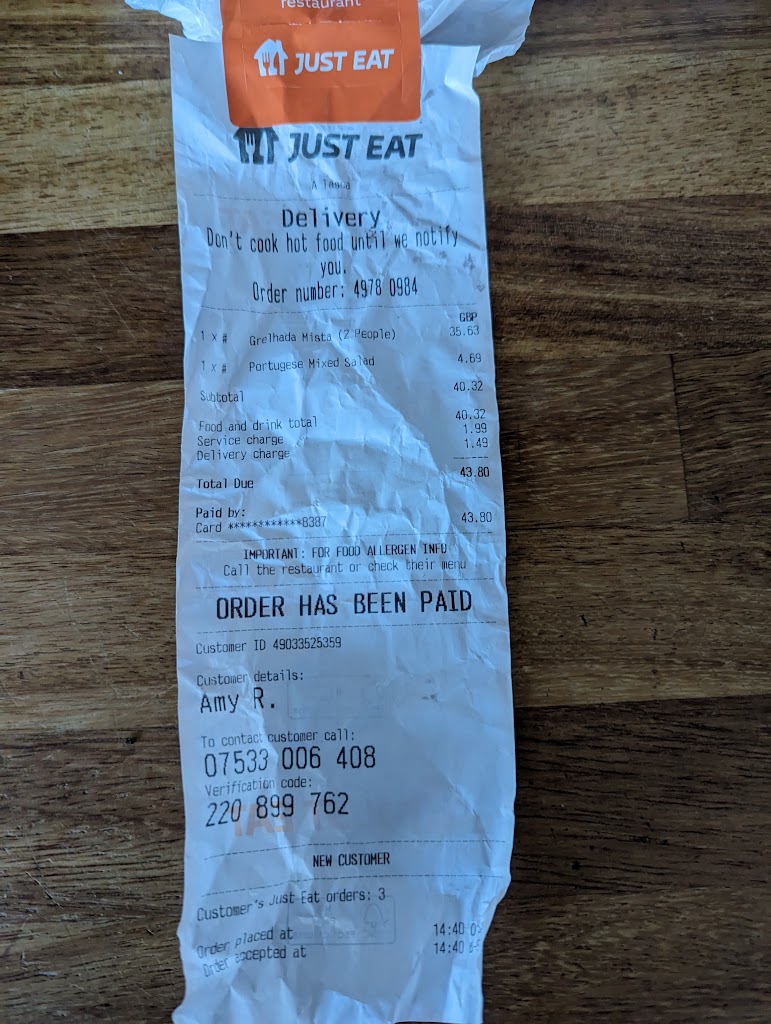 restaurant
JUST EAT
JUST EAT
A Tasca
Delivery
Don't cook hot food until we notify
you.
Order number: 4978 0984
GBP
1 x # Grelhada Mista (2 People) 35.63
1 x # Portugese Mixed Salad 4.69
Subtotal 40.32
Food and drink total 40.32
Service charge 1.99
Delivery charge 1.49
Total Due 43.80
Paid by:
Card ************8387 43.80
IMPORTANT: FOR FOOD ALLERGEN INFO
Call the restaurant or check their menu
ORDER HAS BEEN PAID
Customer ID 49033525359
Customer details:
Amy R.
To contact customer call:
07533 006 408
Verification code:
220 899 762
NEW CUSTOMER
Customer's Just Eat orders: 3
Order placed at 14:40
Order accepted at 14:40